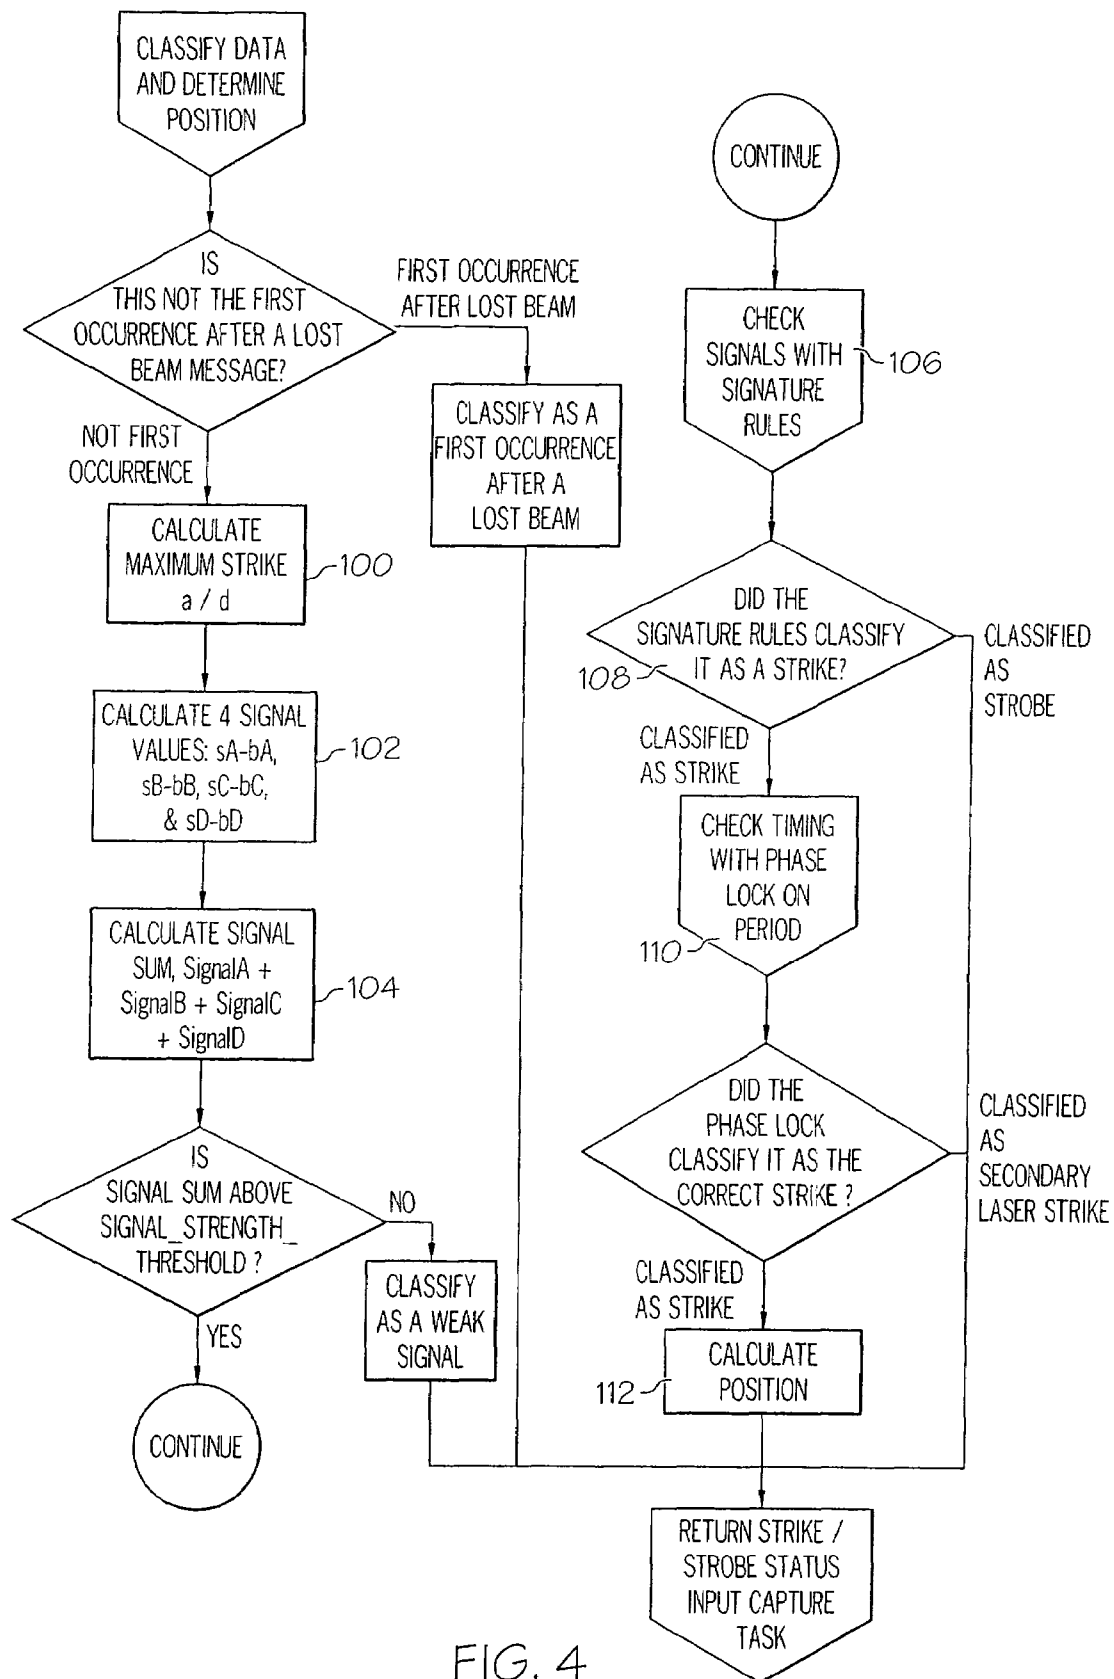 CLASSIFY DATA
AND DETERMINE
POSITION
IS
THIS NOT THE FIRST
OCCURRENCE AFTER A LOST
BEAM MESSAGE?
FIRST OCCURRENCE
AFTER LOST BEAM
CLASSIFY AS A
FIRST OCCURRENCE
AFTER A
LOST BEAM
NOT FIRST
OCCURRENCE
CALCULATE
MAXIMUM STRIKE
a / d
100
CALCULATE 4 SIGNAL
VALUES: sA-bA,
sB-bB, sC-bC,
& sD-bD
102
CALCULATE SIGNAL
SUM, SignalA +
SignalB + SignalC
+ SignalD
104
IS
SIGNAL SUM ABOVE
SIGNAL_STRENGTH_
THRESHOLD ?
NO
CLASSIFY
AS A WEAK
SIGNAL
YES
CONTINUE
CONTINUE
CHECK
SIGNALS WITH
SIGNATURE
RULES
106
DID THE
SIGNATURE RULES CLASSIFY
IT AS A STRIKE?
108
CLASSIFIED
AS
STROBE
CLASSIFIED
AS STRIKE
CHECK TIMING
WITH PHASE
LOCK ON
PERIOD
110
DID THE
PHASE LOCK
CLASSIFY IT AS THE
CORRECT STRIKE ?
CLASSIFIED
AS
SECONDARY
LASER STRIKE
CLASSIFIED
AS STRIKE
CALCULATE
POSITION
112
RETURN STRIKE /
STROBE STATUS
INPUT CAPTURE
TASK
FIG. 4